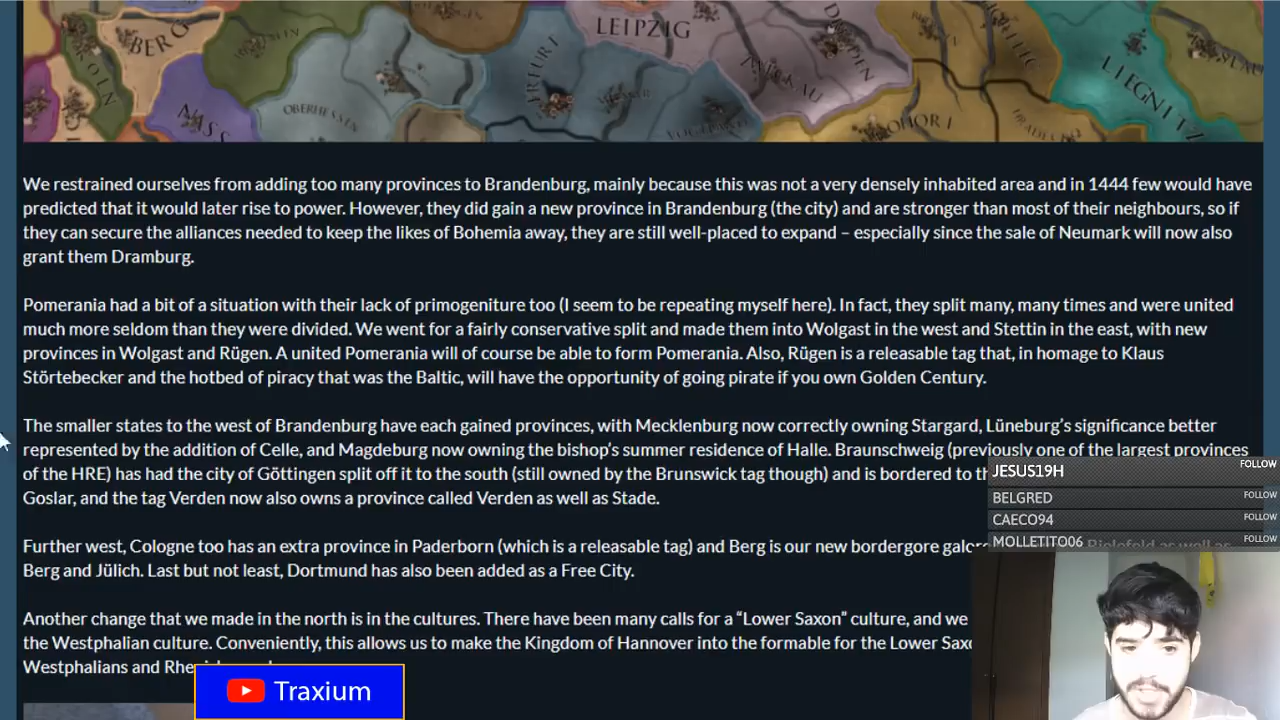 BERG
LEIPZIG
KÖLN
NASS
OBERHESSEN
ERFURT
MERKAU
LIEGNITZ
We restrained ourselves from adding too many provinces to Brandenburg, mainly because this was not a very densely inhabited area and in 1444 few would have
predicted that it would later rise to power. However, they did gain a new province in Brandenburg (the city) and are stronger than most of their neighbours, so if
they can secure the alliances needed to keep the likes of Bohemia away, they are still well-placed to expand – especially since the sale of Neumark will now also
grant them Dramburg.
Pomerania had a bit of a situation with their lack of primogeniture too (I seem to be repeating myself here). In fact, they split many, many times and were united
much more seldom than they were divided. We went for a fairly conservative split and made them into Wolgast in the west and Stettin in the east, with new
provinces in Wolgast and Rügen. A united Pomerania will of course be able to form Pomerania. Also, Rügen is a releasable tag that, in homage to Klaus
Störtebecker and the hotbed of piracy that was the Baltic, will have the opportunity of going pirate if you own Golden Century.
The smaller states to the west of Brandenburg have each gained provinces, with Mecklenburg now correctly owning Stargard, Lüneburg's significance better
represented by the addition of Celle, and Magdeburg now owning the bishop's summer residence of Halle. Braunschweig (previously one of the largest provinces
of the HRE) has had the city of Göttingen split off it to the south (still owned by the Brunswick tag though) and is bordered to th
Goslar, and the tag Verden now also owns a province called Verden as well as Stade.
JESUS19H FOLLOW
BELGRED FOLLOW
CAECO94 FOLLOW
MOLLETITO06 FOLLOW
Further west, Cologne too has an extra province in Paderborn (which is a releasable tag) and Berg is our new bordergore galor Bielefeld as well as
Berg and Jülich. Last but not least, Dortmund has also been added as a Free City.
Another change that we made in the north is in the cultures. There have been many calls for a “Lower Saxon” culture, and we
the Westphalian culture. Conveniently, this allows us to make the Kingdom of Hannover into the formable for the Lower Saxo
Westphalians and
Traxium